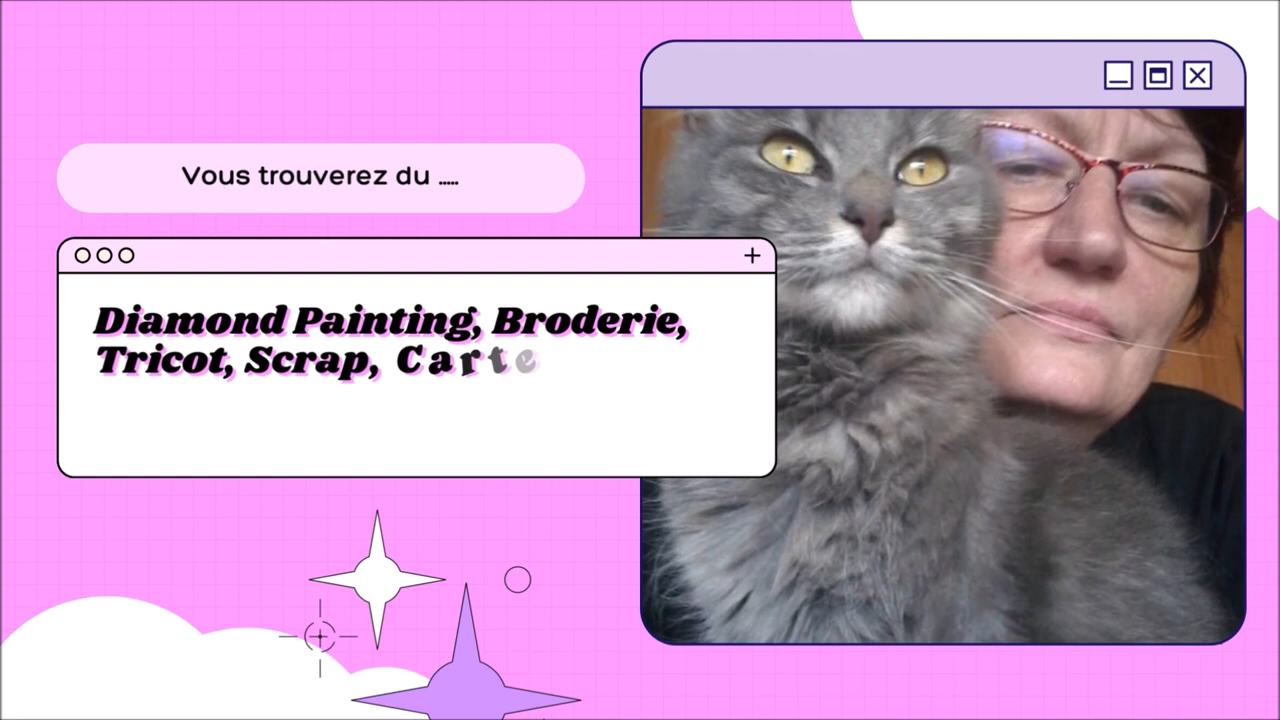 Vous trouverez du .....
Diamond Painting, Broderie,
Tricot, Scrap, Carte